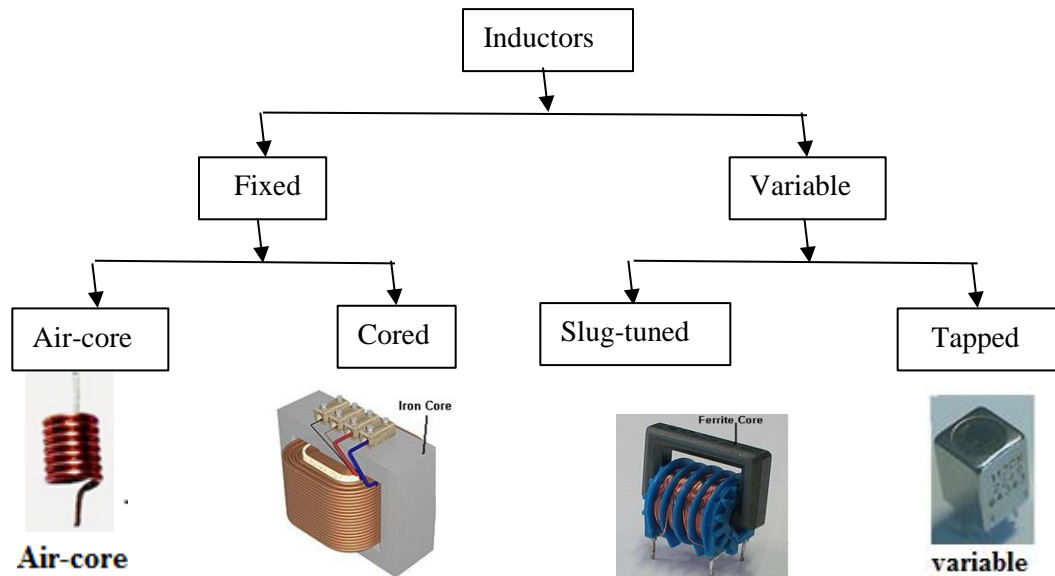 Inductors
Fixed
Variable
Air-core
Cored
Slug-tuned
Tapped
Iron Core
Ferrite Core
Air-core
variable